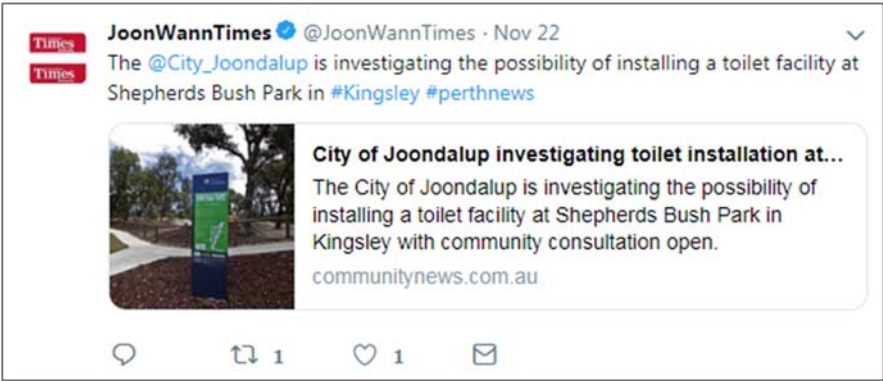 Times
Times
JoonWannTimes @JoonWannTimes · Nov 22
The @City_Joondalup is investigating the possibility of installing a toilet facility at
Shepherds Bush Park in #Kingsley #perthnews
City of Joondalup investigating toilet installation at...
The City of Joondalup is investigating the possibility of
installing a toilet facility at Shepherds Bush Park in
Kingsley with community consultation open.
communitynews.com.au
1 1